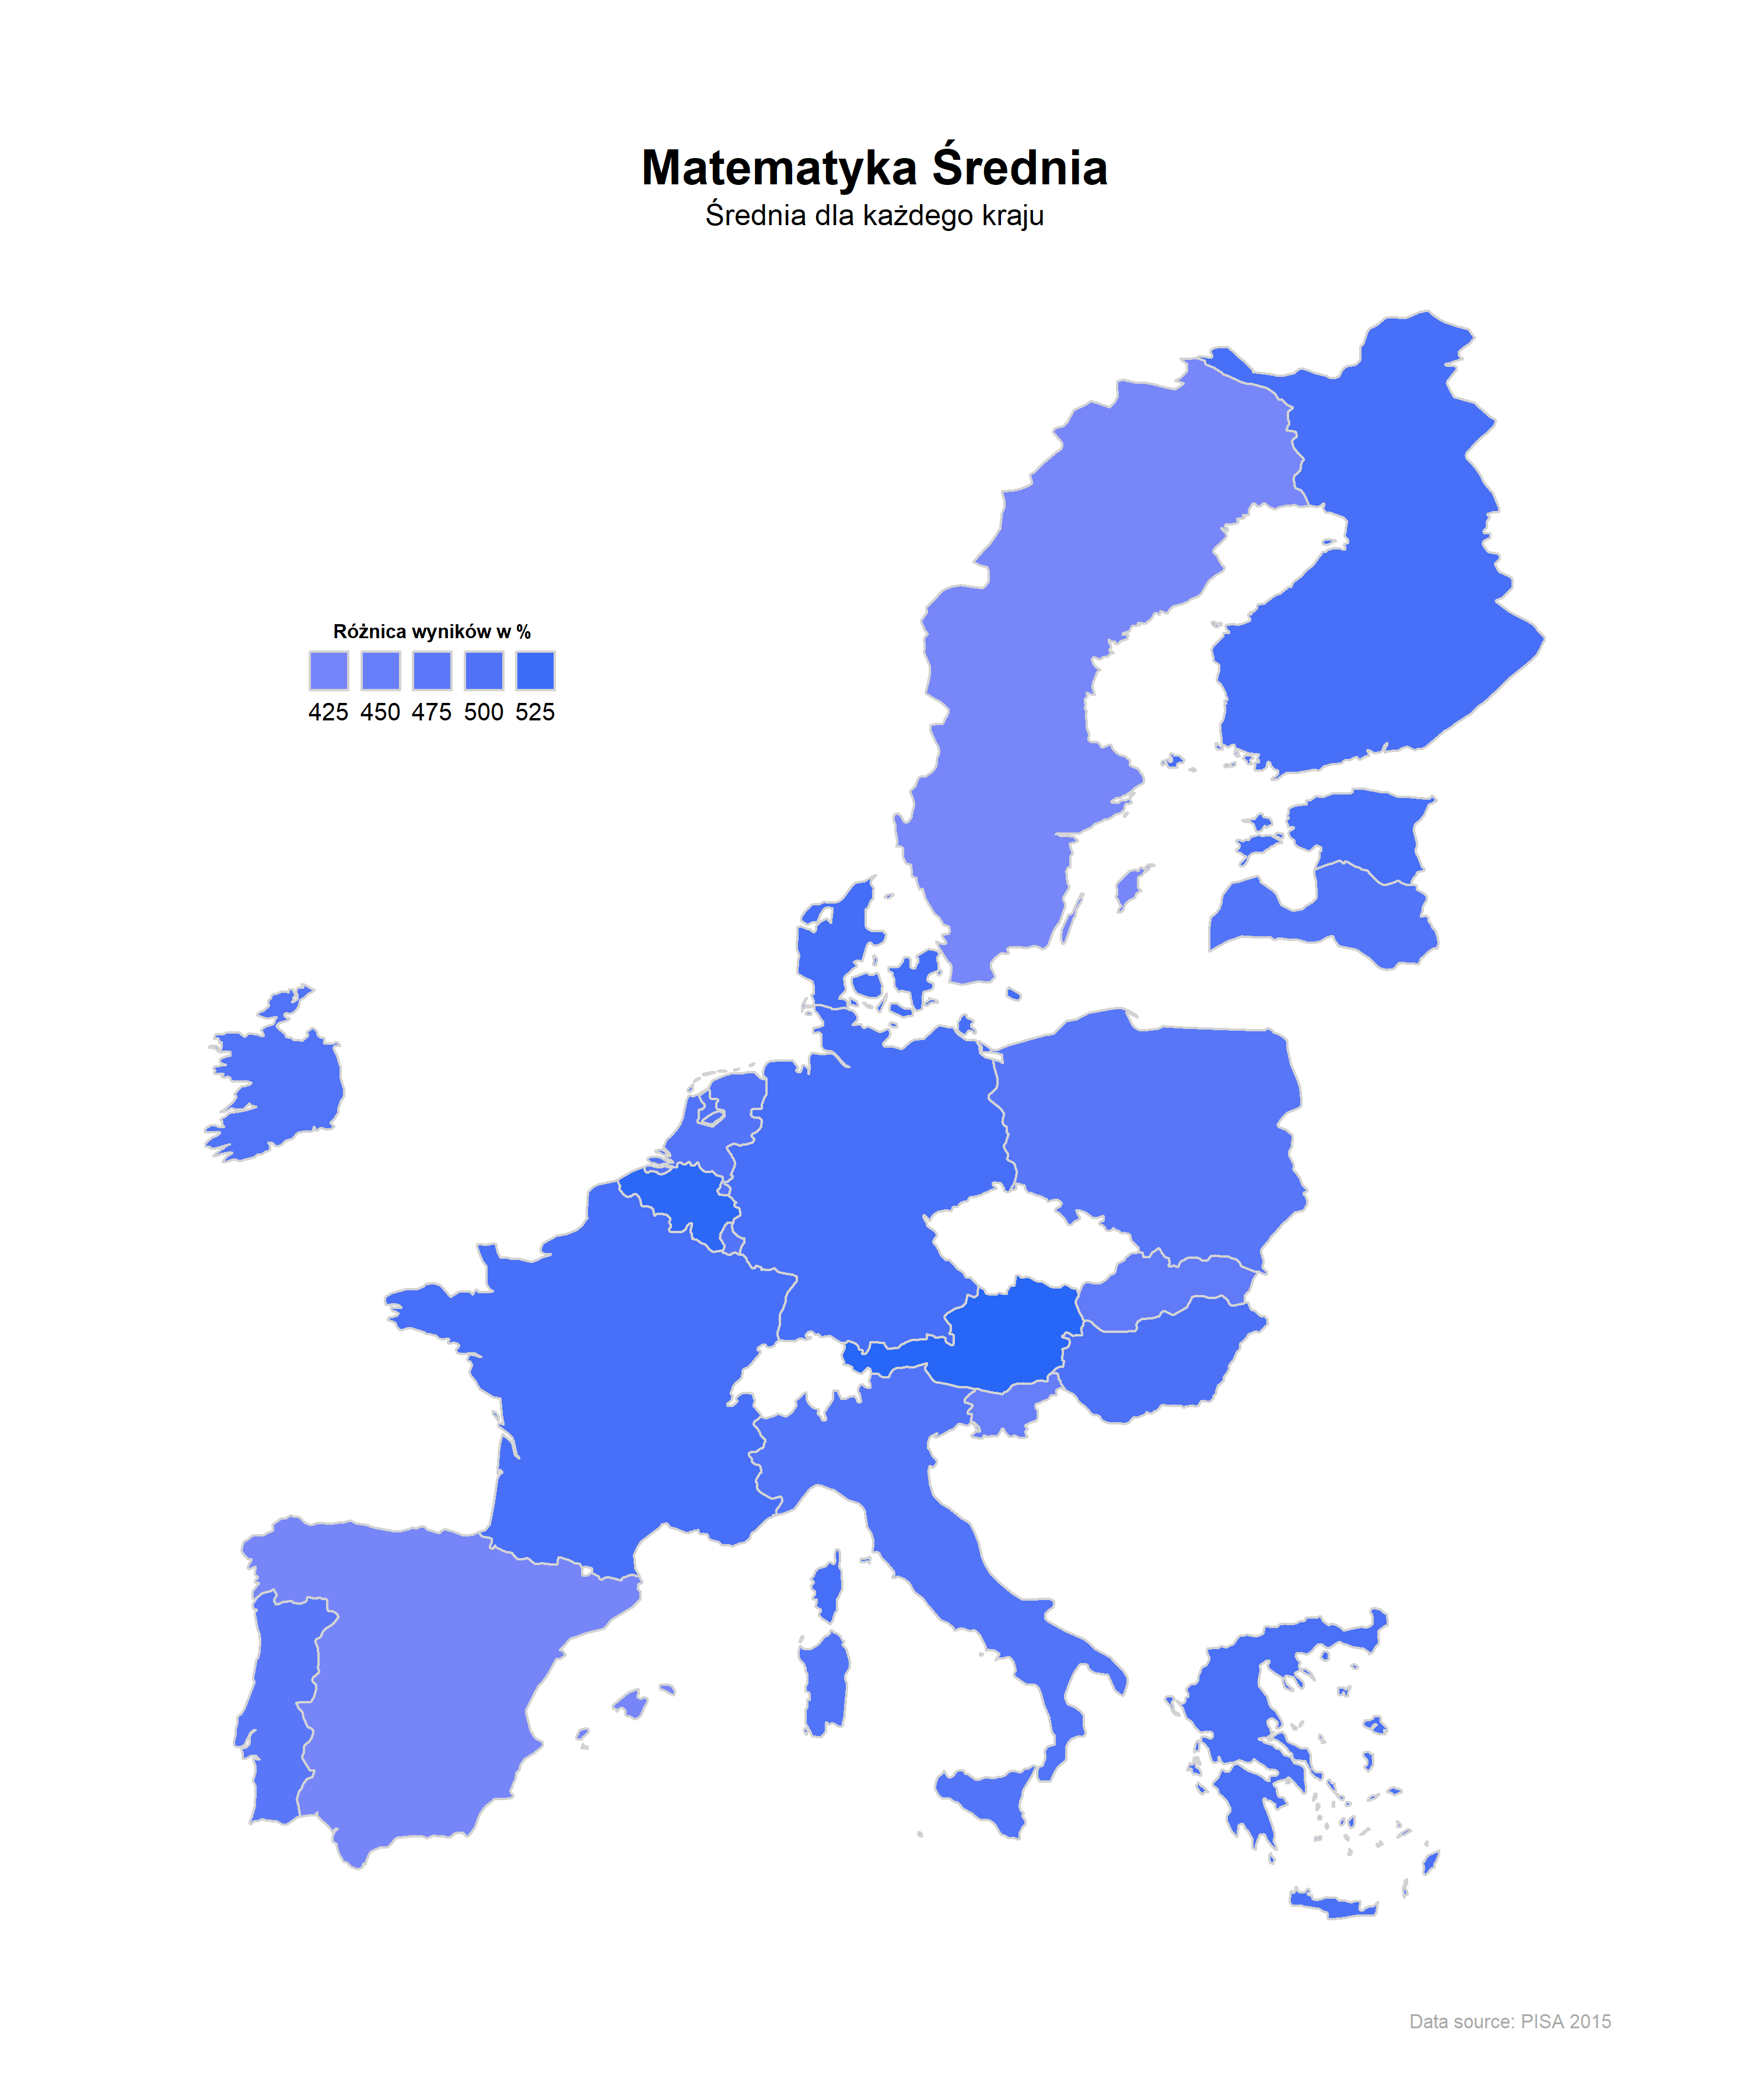 Matematyka Średnia
Średnia dla każdego kraju
Różnica wyników w %
425 450 475 500 525
Data source: PISA 2015